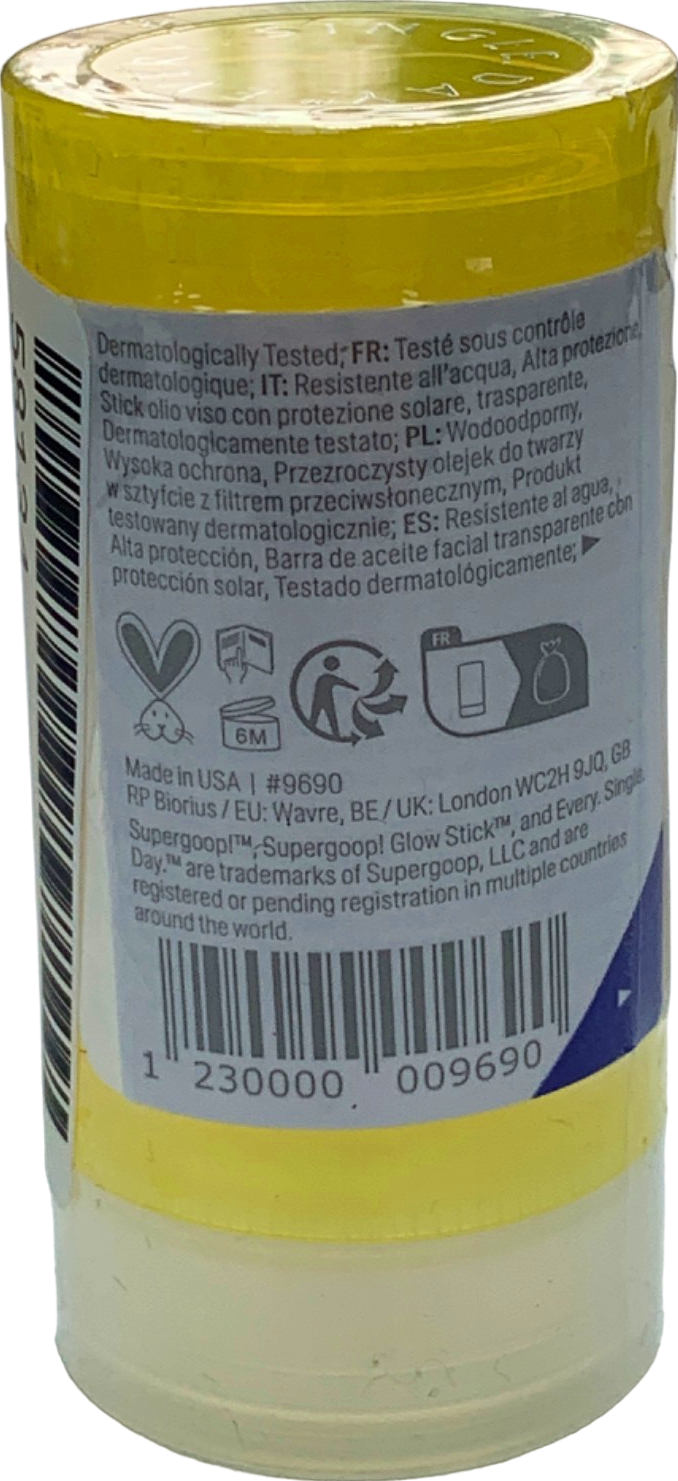 SINGLE DA
Dermatologically Tested; FR: Testé sous contrôle
dermatologique; IT: Resistente all'acqua, Alta protezione,
Stick olio viso con protezione solare, trasparente,
Dermatologicamente testato; PL: Wodoodporny,
Wysoka ochrona, Przezroczysty olejek do twarzy
w sztyfcie z filtrem przeciwsłonecznym, Produkt
testowany dermatologicznie; ES: Resistente al agua,
Alta protección, Barra de aceite facial transparente con
protección solar, Testado dermatológicamente;
FR
6M
Made in USA | #9690
RP Biorius / EU: Wavre, BE / UK: London WC2H 9JQ, GB
Supergoop!™, Supergoop! Glow Stick™, and Every. Single.
Day.™ are trademarks of Supergoop, LLC and are
registered or pending registration in multiple countries
around the world.
1 230000 009690